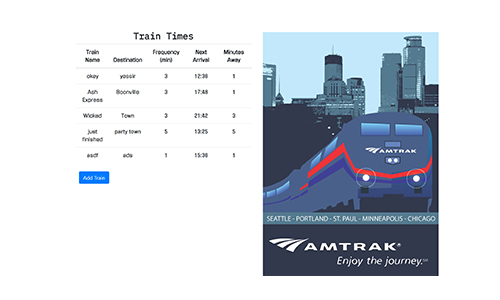 Train Times
Train Name Destination Frequency (min) Next Arrival Minutes Away
okay yessir 3 12:36 1
Ash Express Boonville 3 17:48 1
Wicked Town 3 21:42 3
just finished party town 5 13:25 5
asdf ads 1 15:36 1
Add Train
AMTRAK
SEATTLE - PORTLAND - ST. PAUL - MINNEAPOLIS - CHICAGO
AMTRAK®
Enjoy the journey.